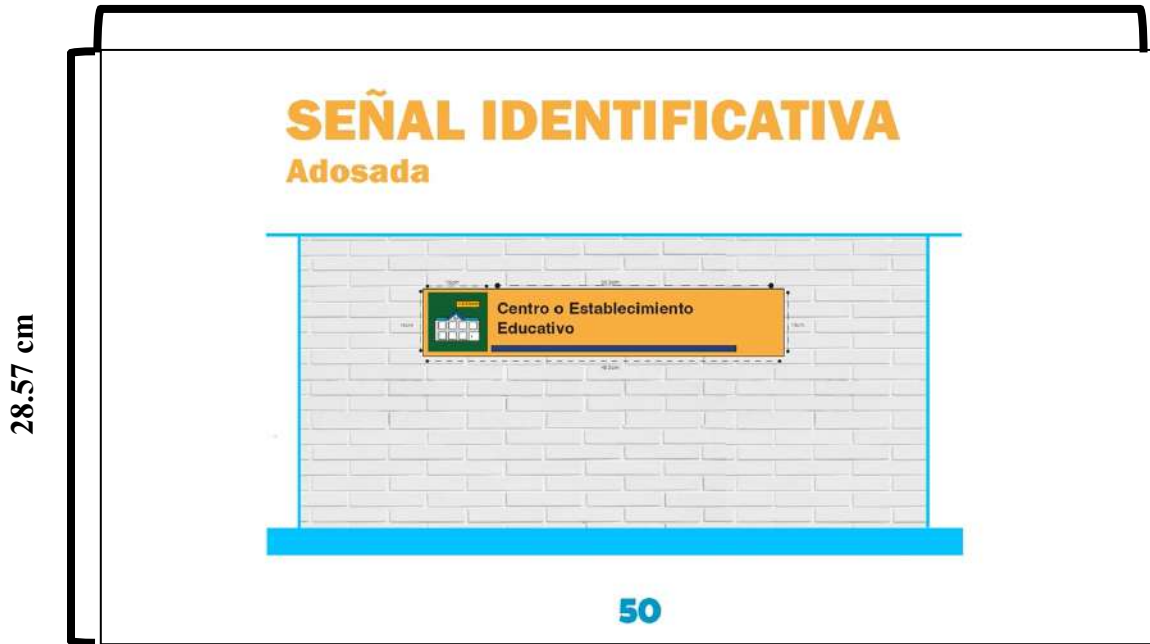 SEÑAL IDENTIFICATIVA
Adosada
Centro o Establecimiento
Educativo
28.57 cm
50